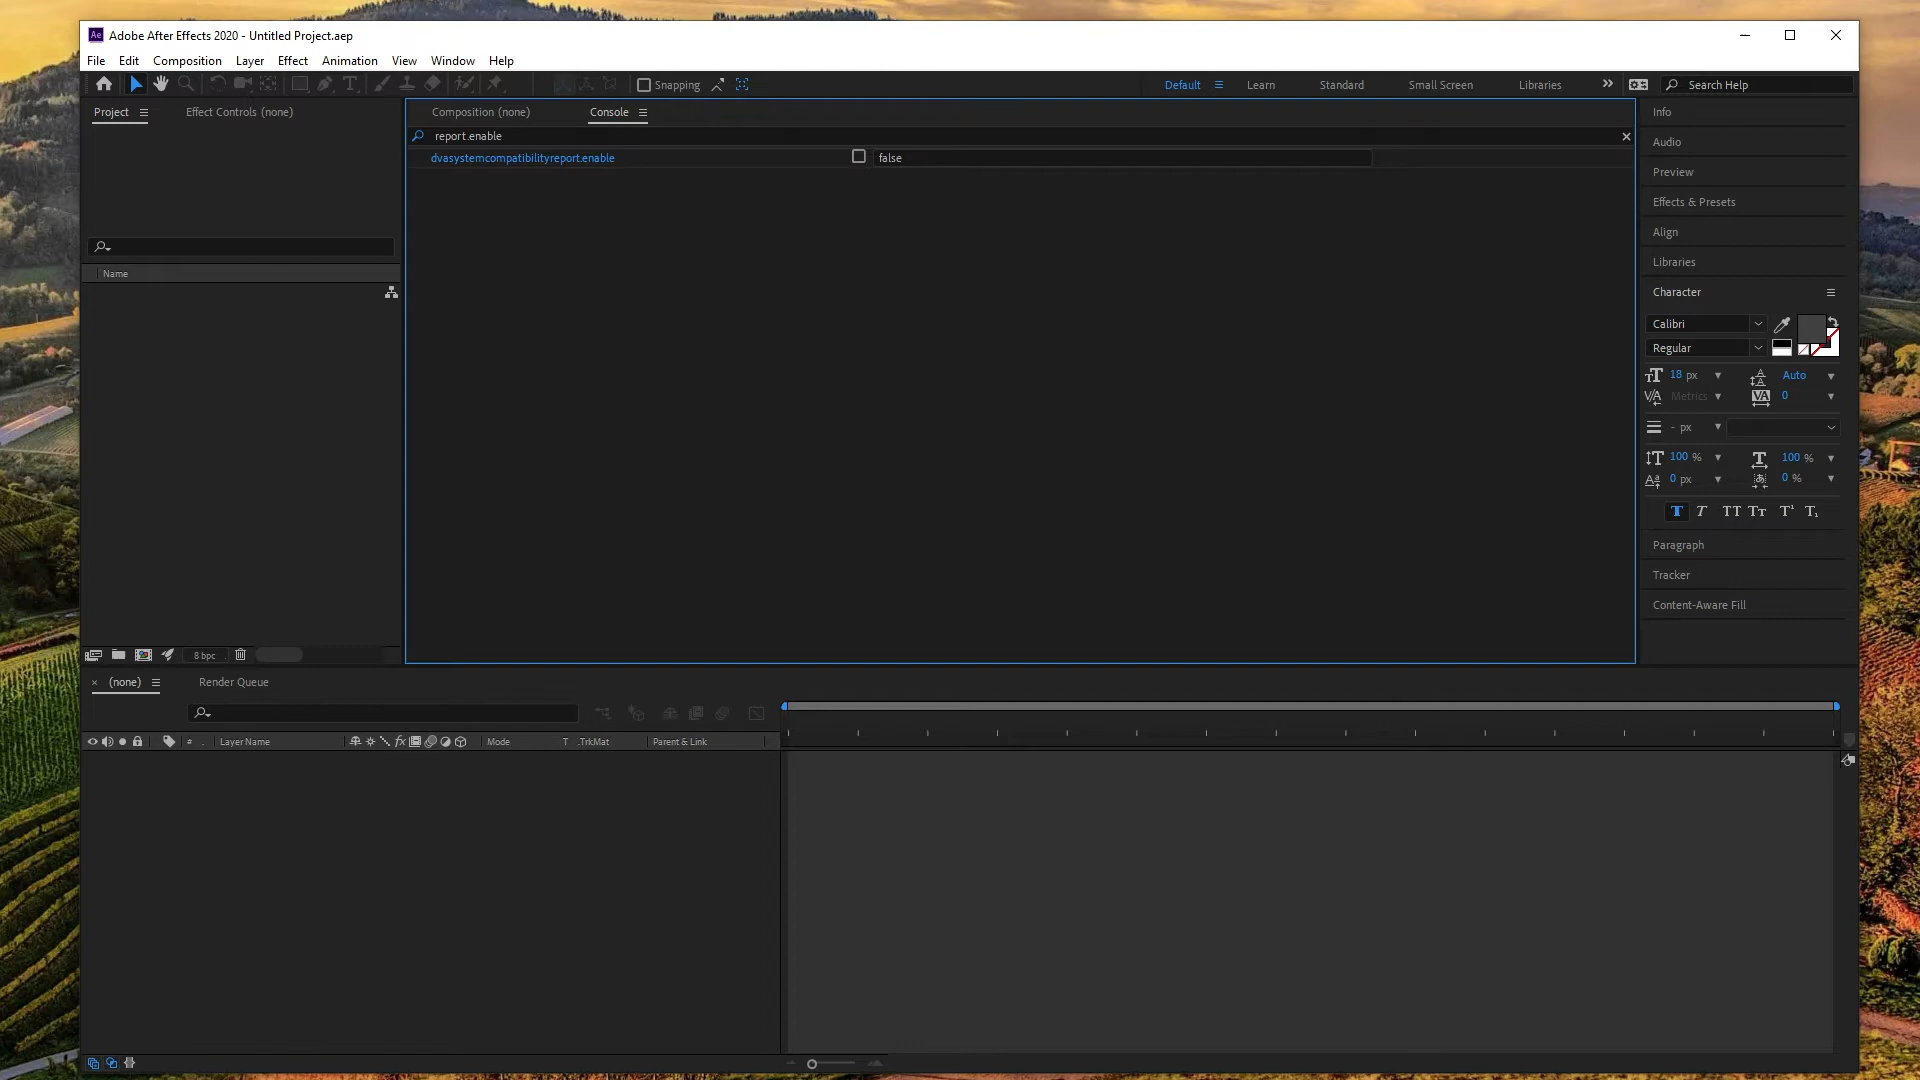 Adobe After Effects 2020 - Untitled Project.aep
File Edit Composition Layer Effect Animation View Window Help
Snapping Default Learn Standard Small Screen Libraries Search Help
Project Effect Controls (none)
Composition (none) Console
report.enable
dvasystemcompatibilityreport.enable false
Name
8 bpc
Info
Audio
Preview
Effects & Presets
Align
Libraries
Character
Calibri
Regular
18 px Auto
Metrics 0
- px
100 % 100 %
0 px 0 %
Paragraph
Tracker
Content-Aware Fill
(none) Render Queue
# . Layer Name Mode T .TrkMat Parent & Link